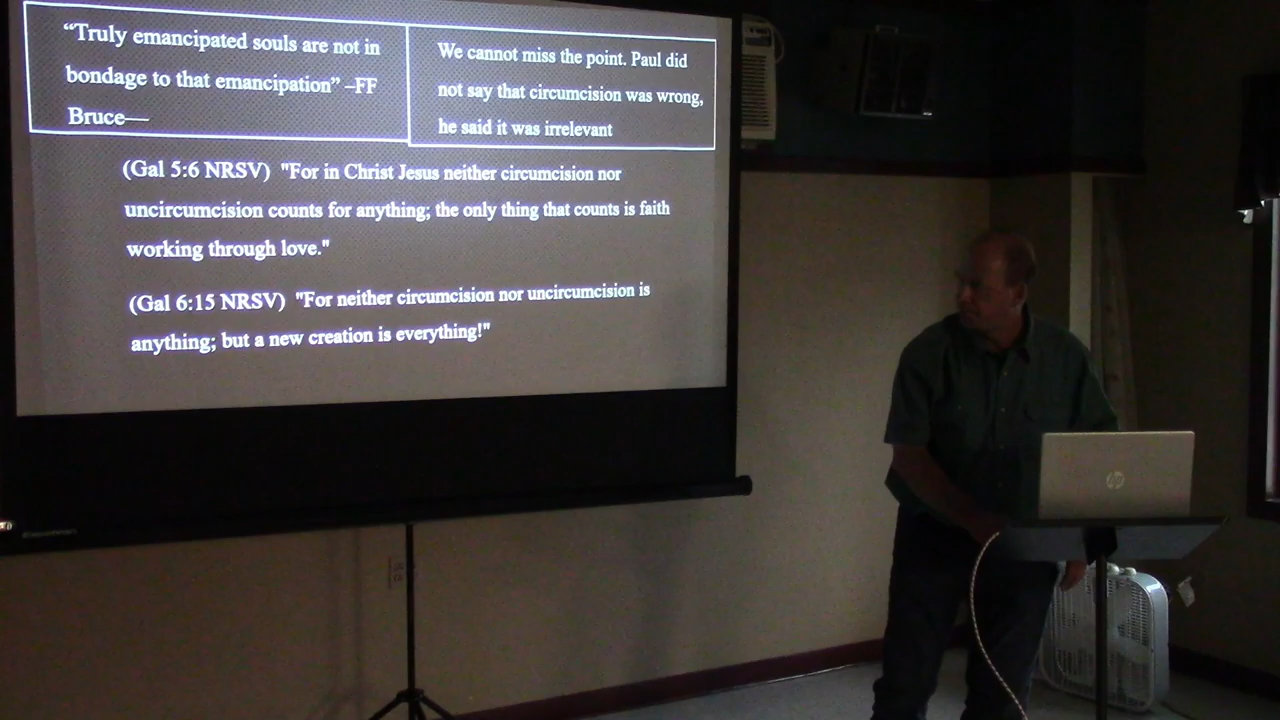 “Truly emancipated souls are not in
bondage to that emancipation” –FF
Bruce—
We cannot miss the point. Paul did
not say that circumcision was wrong,
he said it was irrelevant
(Gal 5:6 NRSV) "For in Christ Jesus neither circumcision nor
uncircumcision counts for anything; the only thing that counts is faith
working through love."
(Gal 6:15 NRSV) "For neither circumcision nor uncircumcision is
anything; but a new creation is everything!"
hp